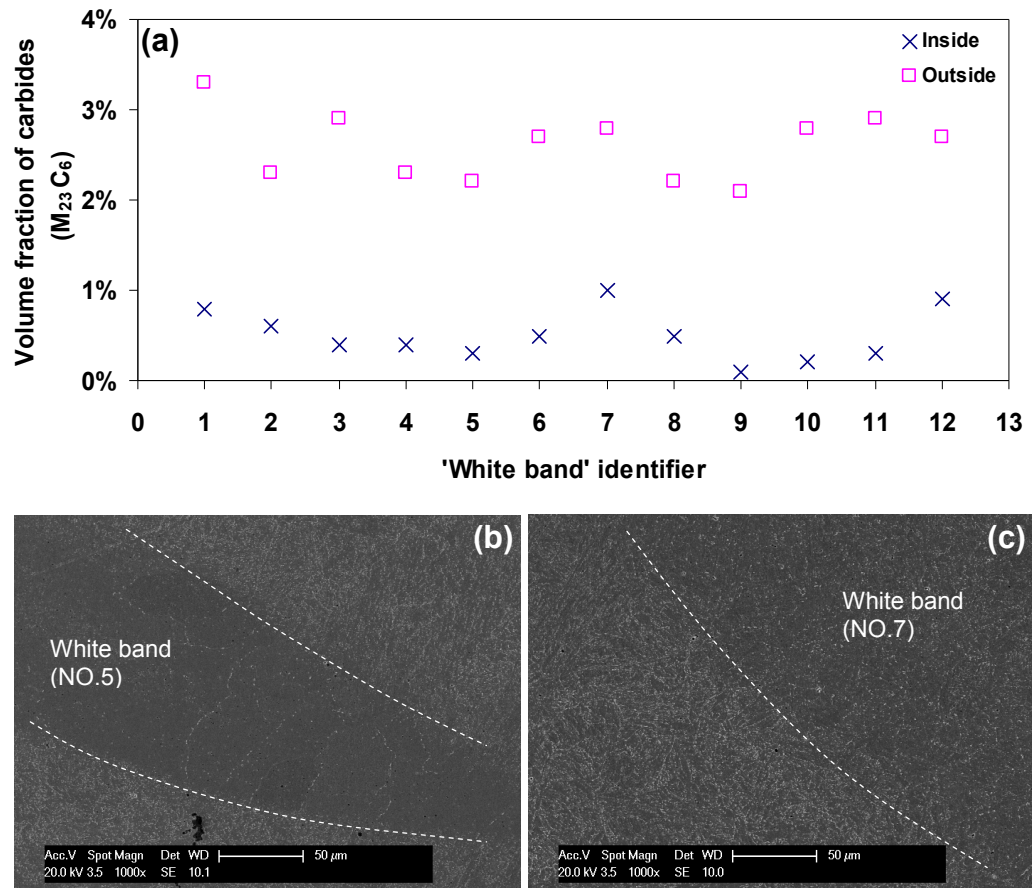 4%
(a)
Inside
Outside
3%
2%
1%
0%
Volume fraction of carbides
(M₂₃C₆)
0 1 2 3 4 5 6 7 8 9 10 11 12 13
'White band' identifier
(b)
White band
(NO.5)
Acc.V Spot Magn Det WD 50 µm
20.0 kV 3.5 1000x SE 10.1
(c)
White band
(NO.7)
Acc.V Spot Magn Det WD 50 µm
20.0 kV 3.5 1000x SE 10.0